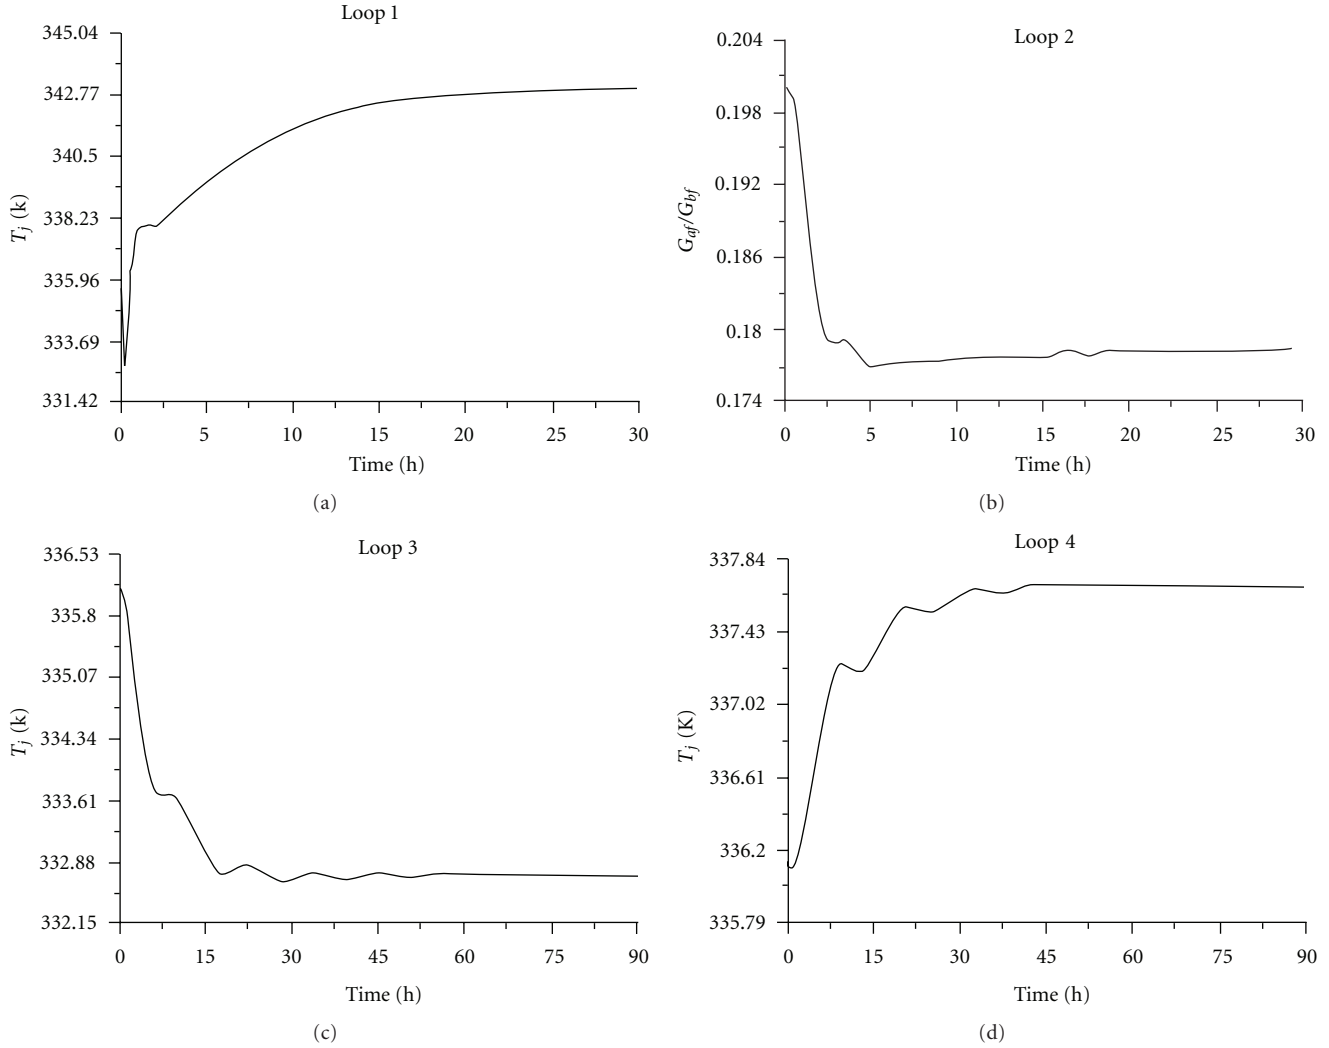 Loop 1
345.04
342.77
340.5
338.23
335.96
333.69
331.42
T_j (k)
0 5 10 15 20 25 30
Time (h)
(a)
Loop 2
0.204
0.198
0.192
0.186
0.18
0.174
G_af/G_bf
0 5 10 15 20 25 30
Time (h)
(b)
Loop 3
336.53
335.8
335.07
334.34
333.61
332.88
332.15
T_j (k)
0 15 30 45 60 75 90
Time (h)
(c)
Loop 4
337.84
337.43
337.02
336.61
336.2
335.79
T_j (K)
0 15 30 45 60 75 90
Time (h)
(d)